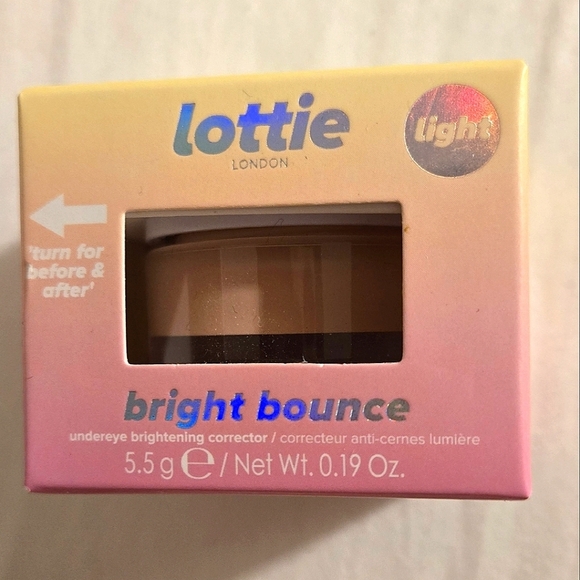 lottie
LONDON
light
'turn for
before &
after'
bright bounce
undereye brightening corrector / correcteur anti-cernes lumière
5.5 g ℮ / Net Wt. 0.19 Oz.